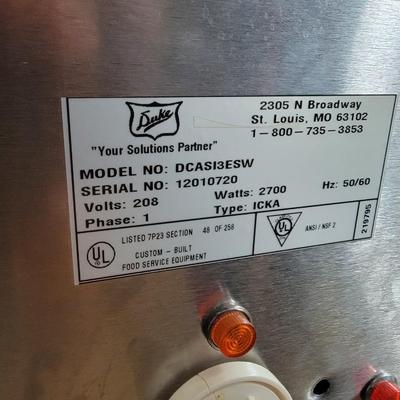 Duke
2305 N Broadway
St. Louis, MO 63102
1-800-735-3853
"Your Solutions Partner"
MODEL NO: DCASI3ESW
SERIAL NO: 12010720
Volts: 208 Watts: 2700 Hz: 50/60
Phase: 1 Type: ICKA
UL LISTED 7P23 SECTION 48 OF 258
CUSTOM - BUILT
FOOD SERVICE EQUIPMENT
UL ANSI / NSF 2
219795